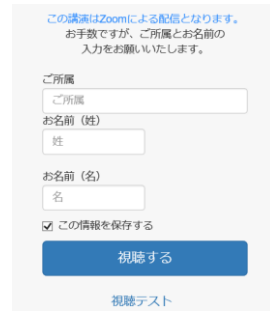 この講演はZoomによる配信となります。
お手数ですが、ご所属とお名前の
入力をお願いいたします。
ご所属
ご所属
お名前（姓）
姓
お名前（名）
名
この情報を保存する
視聴する
視聴テスト